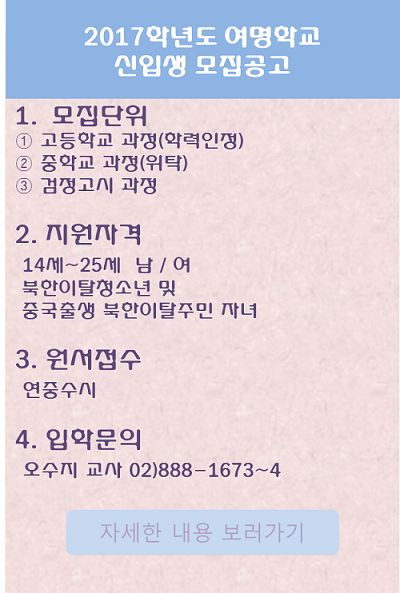 2017학년도 여명학교
신입생 모집공고
1. 모집단위
① 고등학교 과정(학력인정)
② 중학교 과정(위탁)
③ 검정고시 과정
2. 지원자격
14세~25세 남 / 여
북한이탈청소년 및
중국출생 북한이탈주민 자녀
3. 원서접수
연중수시
4. 입학문의
오수지 교사 02)888-1673~4
자세한 내용 보러가기